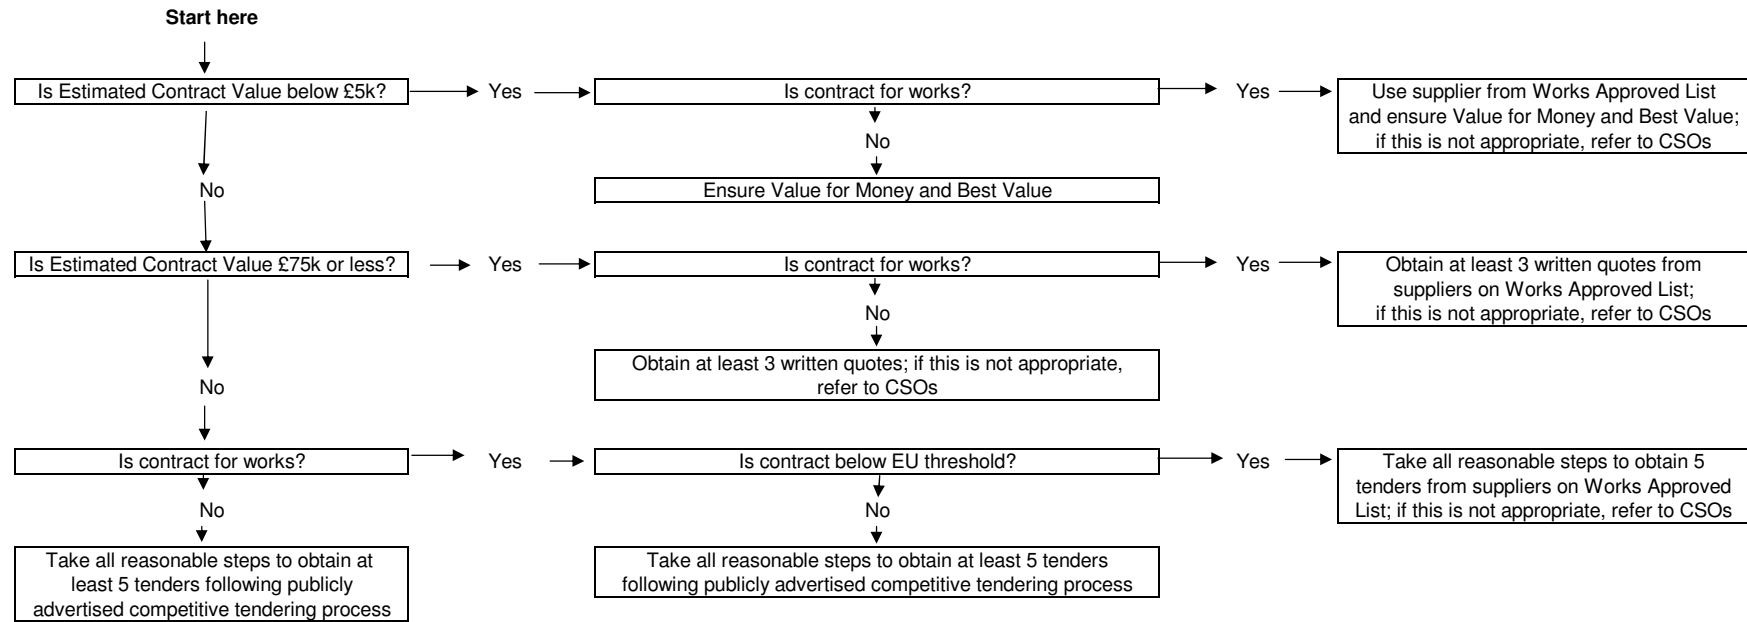 Start here
Is Estimated Contract Value below £5k?
Yes
Is contract for works?
Yes
Use supplier from Works Approved List
and ensure Value for Money and Best Value;
if this is not appropriate, refer to CSOs
No
Ensure Value for Money and Best Value
No
Is Estimated Contract Value £75k or less?
Yes
Is contract for works?
Yes
Obtain at least 3 written quotes from
suppliers on Works Approved List;
if this is not appropriate, refer to CSOs
No
Obtain at least 3 written quotes; if this is not appropriate,
refer to CSOs
No
Is contract for works?
Yes
Is contract below EU threshold?
Yes
Take all reasonable steps to obtain 5
tenders from suppliers on Works Approved
List; if this is not appropriate, refer to CSOs
No
Take all reasonable steps to obtain at
least 5 tenders following publicly
advertised competitive tendering process
No
Take all reasonable steps to obtain at least 5 tenders
following publicly advertised competitive tendering process